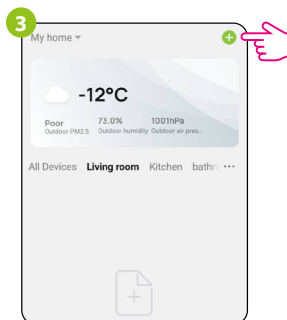 3
My home
-12°C
Poor 73.0% 1001hPa
Outdoor PM2.5 Outdoor humidity Outdoor air pres...
All Devices Living room Kitchen bathr ...